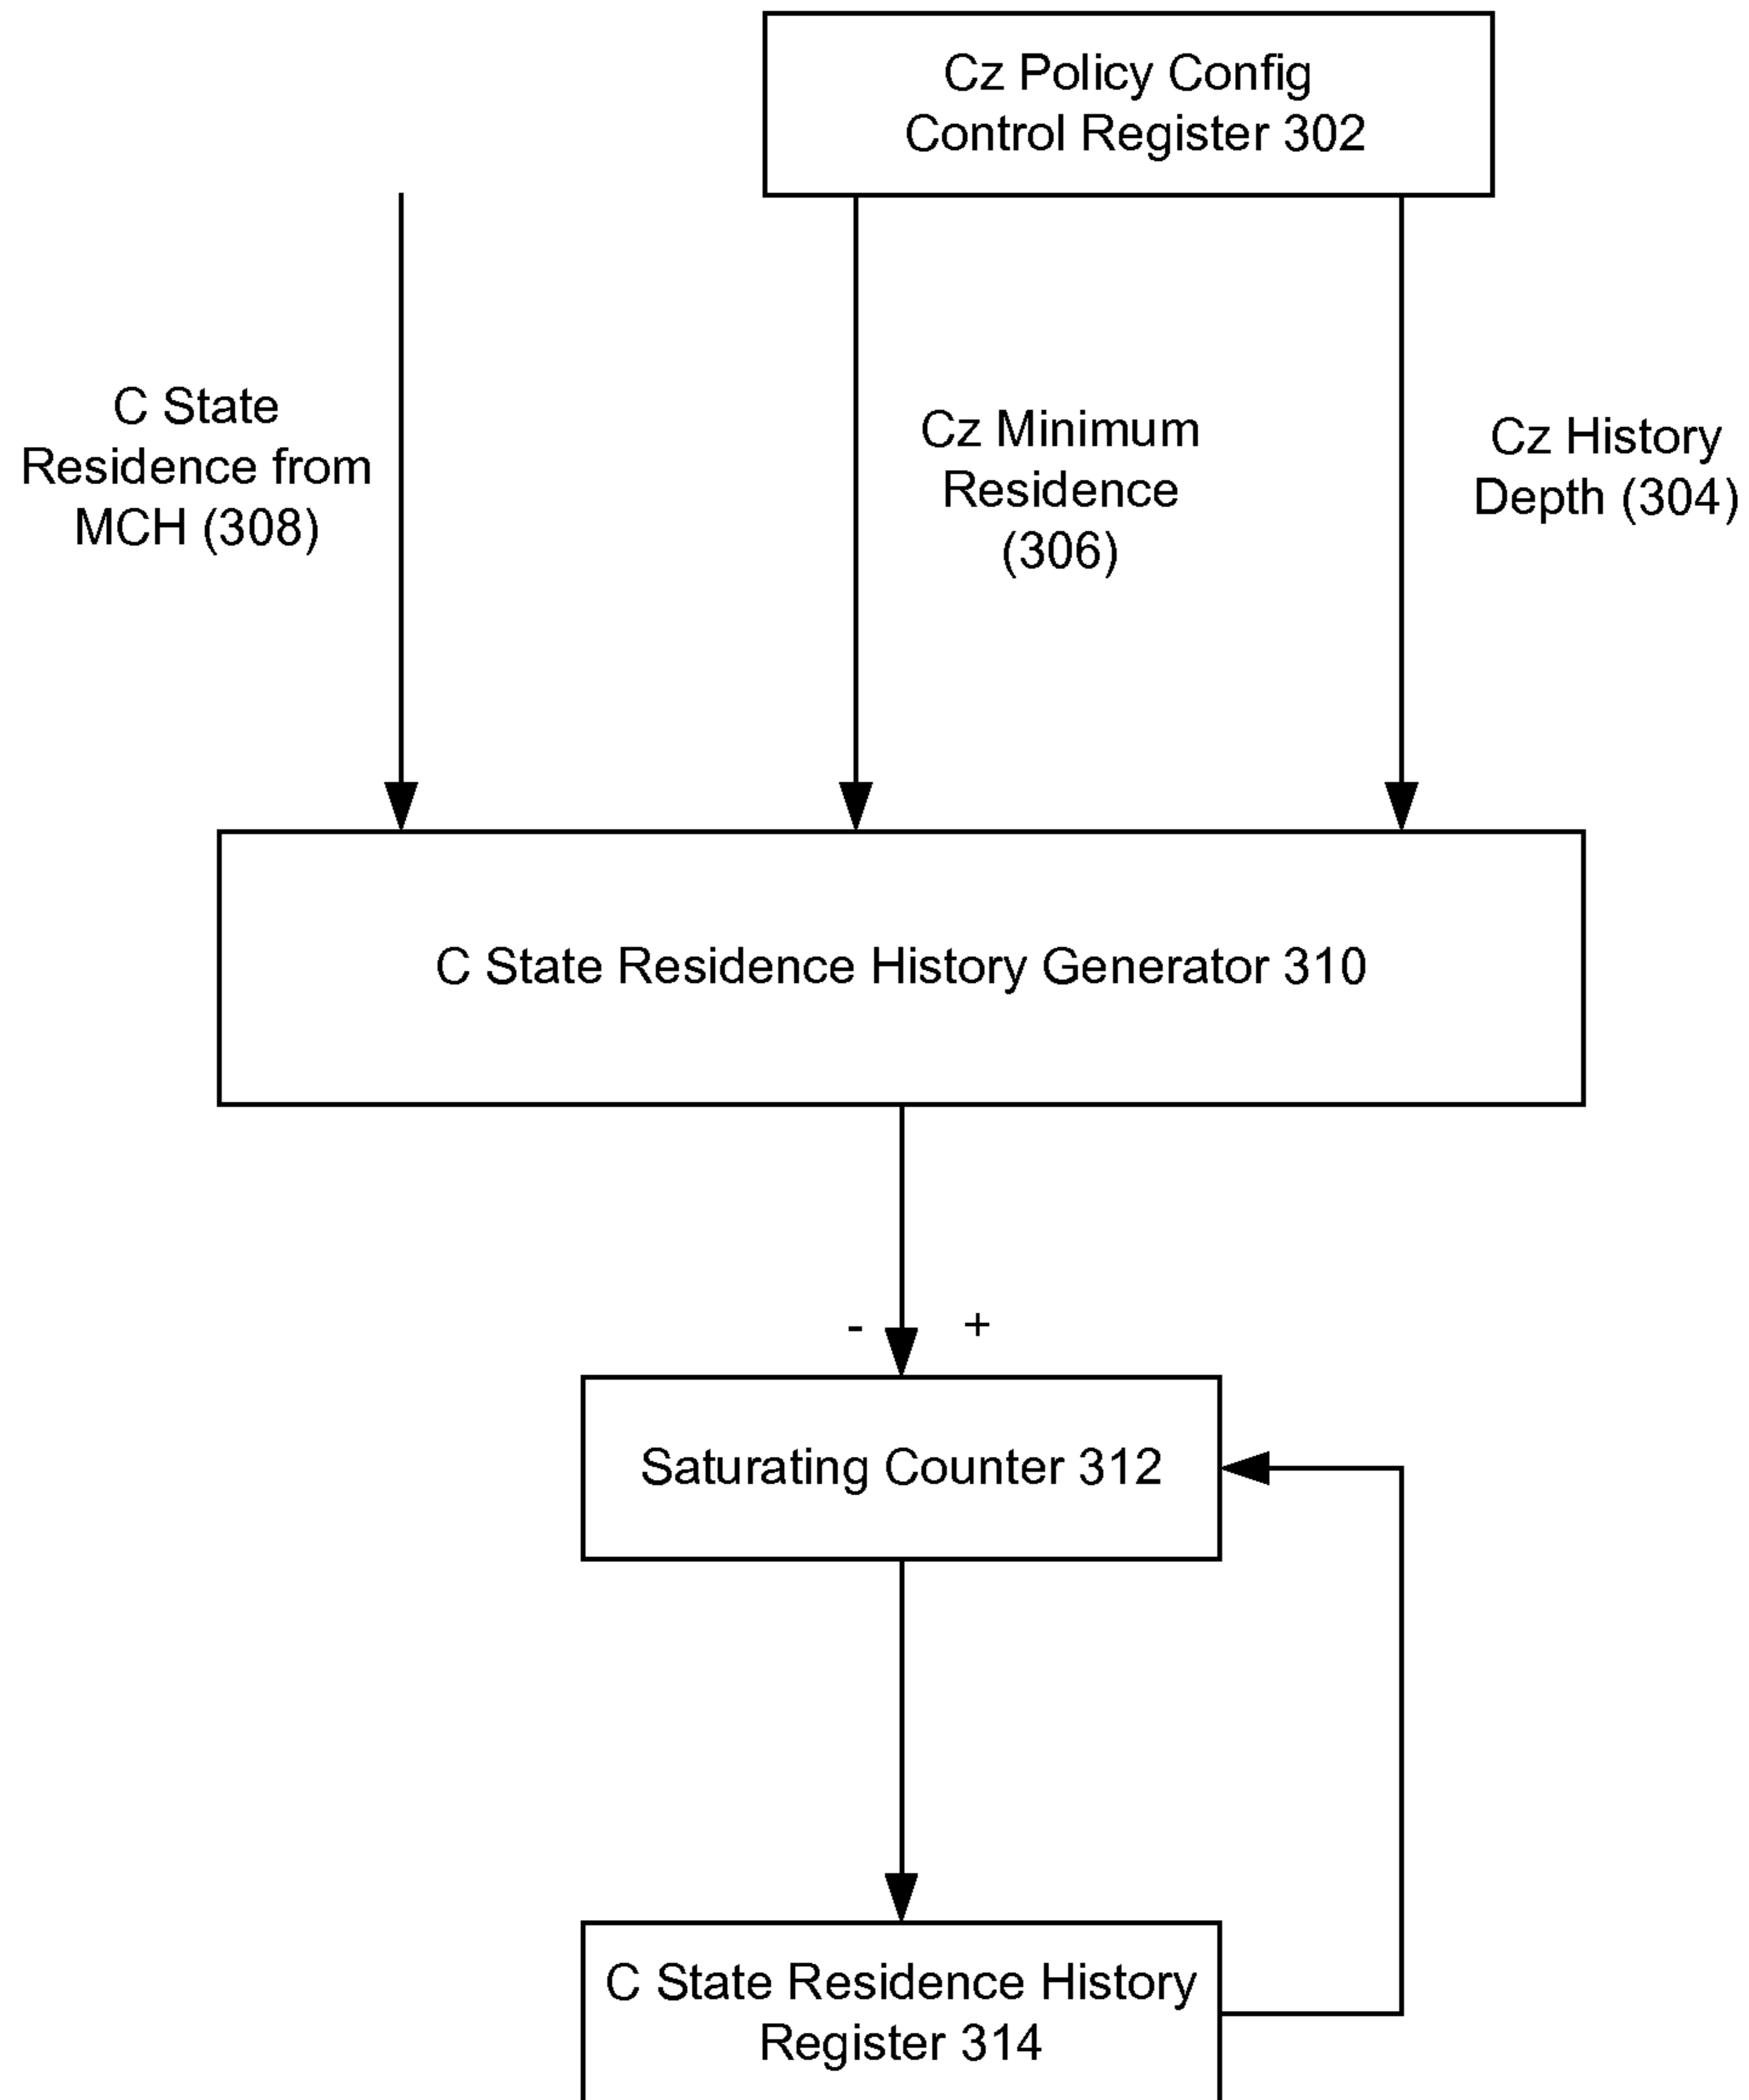 Cz Policy Config
Control Register 302
C State
Residence from
MCH (308)
Cz Minimum
Residence
(306)
Cz History
Depth (304)
C State Residence History Generator 310
- +
Saturating Counter 312
C State Residence History
Register 314